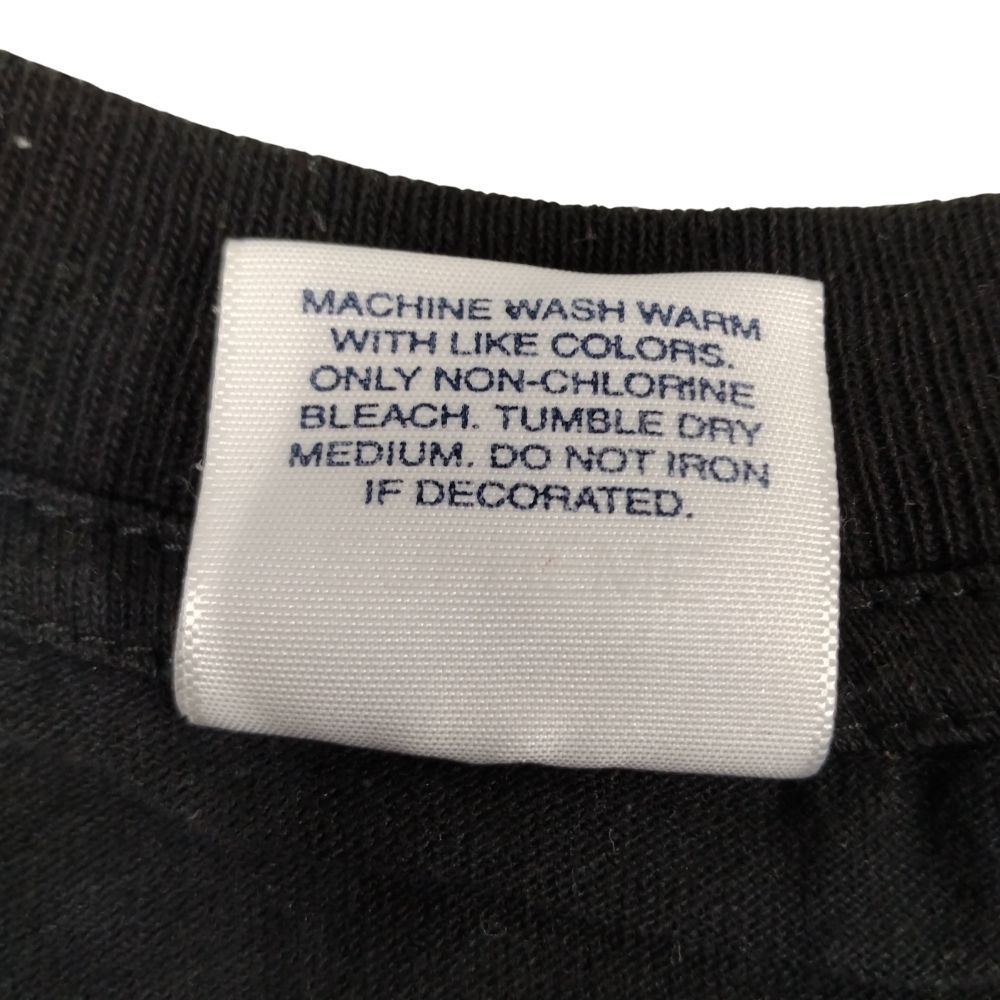 MACHINE WASH WARM
WITH LIKE COLORS.
ONLY NON-CHLORINE
BLEACH. TUMBLE DRY
MEDIUM. DO NOT IRON
IF DECORATED.